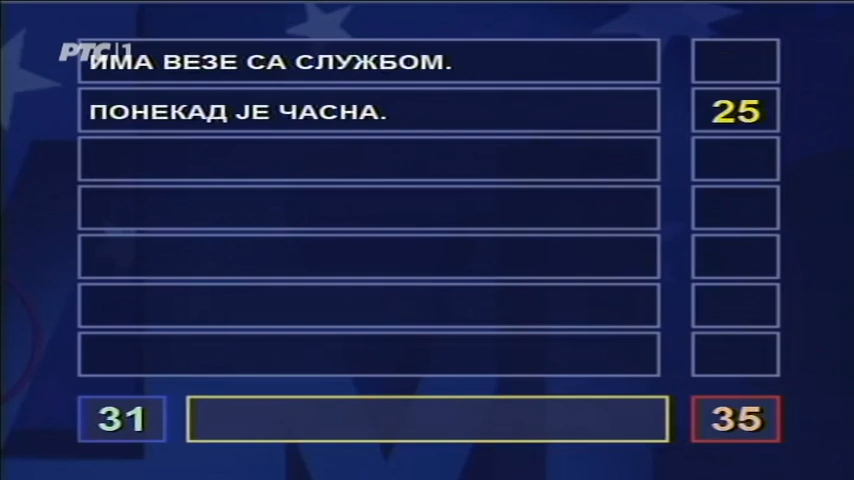 РТС 1
ИМА ВЕЗЕ СА СЛУЖБОМ.
ПОНЕКАД ЈЕ ЧАСНА.
25
31
35